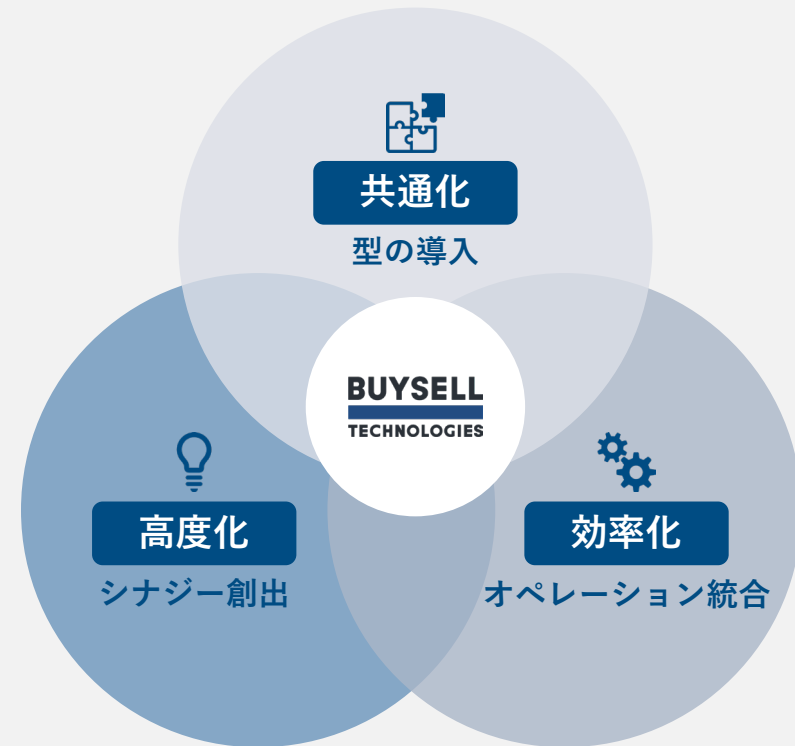 共通化
型の導入
BUYSELL
TECHNOLOGIES
高度化
シナジー創出
効率化
オペレーション統合